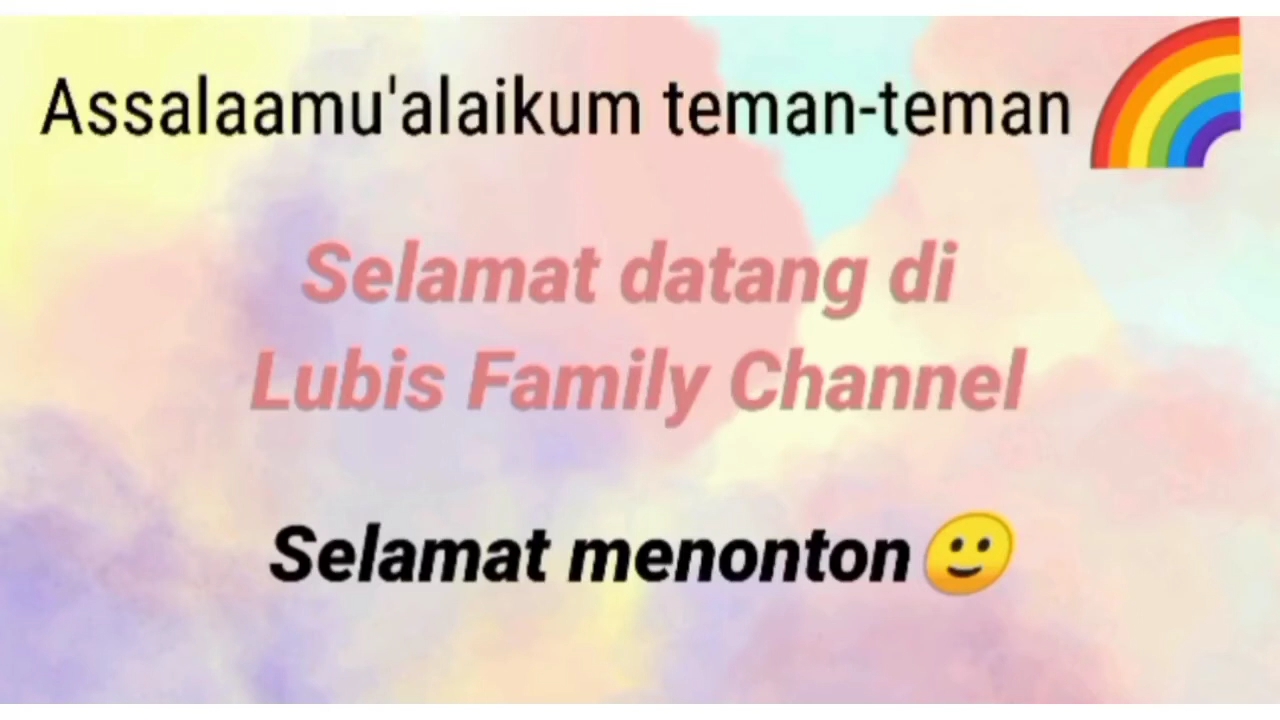 Assalaamu'alaikum teman-teman🌈
Selamat datang di
Lubis Family Channel
Selamat menonton🙂